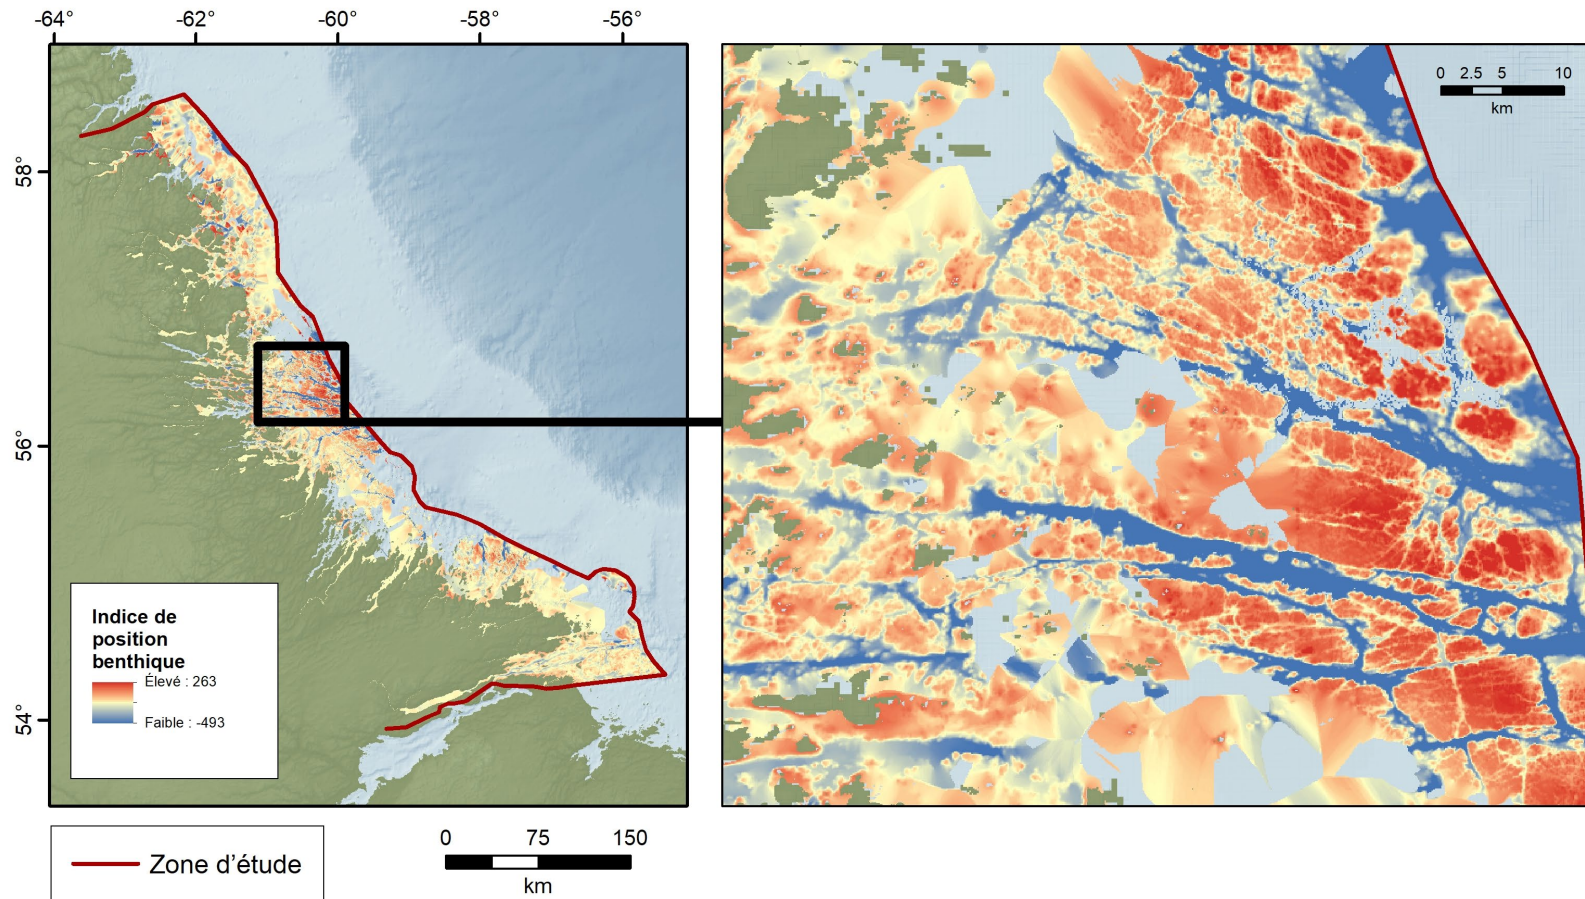 -64° -62° -60° -58° -56°
58°
56°
54°
Indice de
position
benthique
Élevé : 263
Faible : -493
Zone d'étude
0 75 150
km
0 2.5 5 10
km